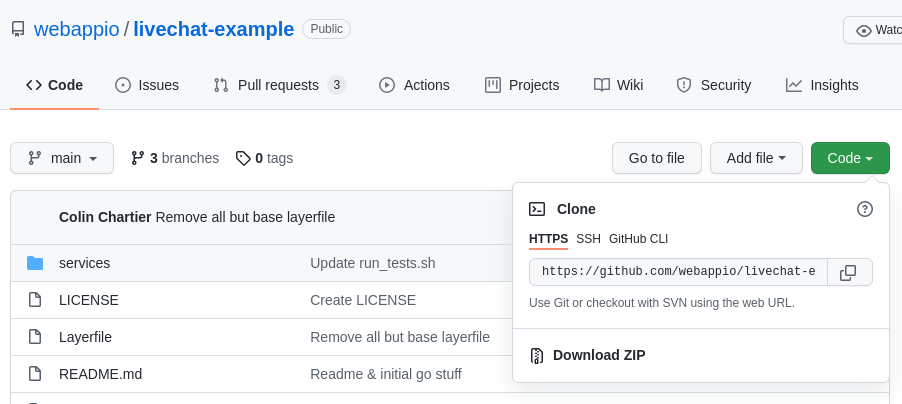 webappio / livechat-example Public Watc
Code Issues Pull requests 3 Actions Projects Wiki Security Insights
main 3 branches 0 tags Go to file Add file Code
Colin Chartier Remove all but base layerfile
Clone
HTTPS SSH GitHub CLI
services Update run_tests.sh
https://github.com/webappio/livechat-e
LICENSE Create LICENSE
Use Git or checkout with SVN using the web URL.
Layerfile Remove all but base layerfile
Download ZIP
README.md Readme & initial go stuff